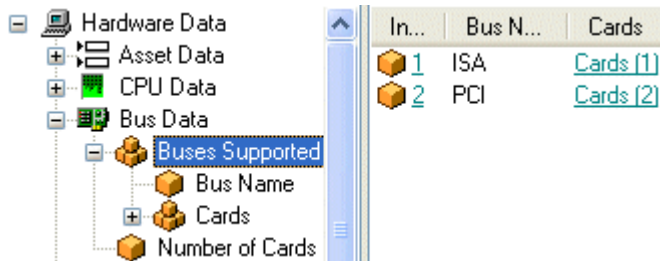 Hardware Data
Asset Data
CPU Data
Bus Data
Buses Supported
Bus Name
Cards
Number of Cards
In... Bus N... Cards
1 ISA Cards (1)
2 PCI Cards (2)